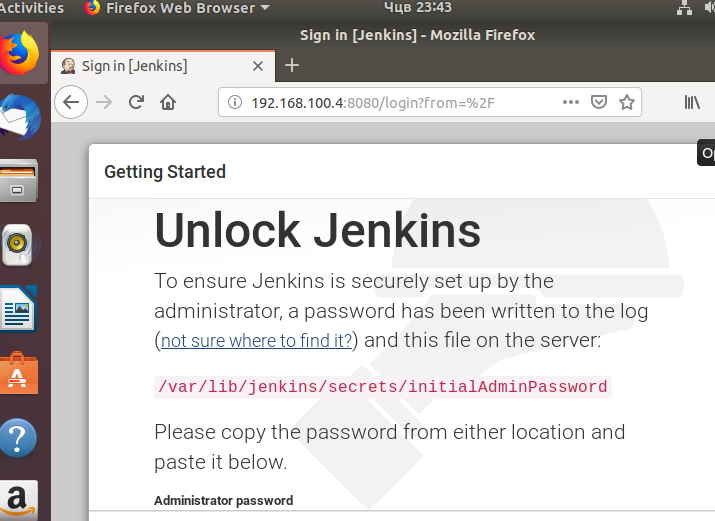 Activities Firefox Web Browser Чцв 23:43
Sign in [Jenkins] - Mozilla Firefox
Sign in [Jenkins]
192.168.100.4:8080/login?from=%2F
Getting Started
Unlock Jenkins
To ensure Jenkins is securely set up by the
administrator, a password has been written to the log
(not sure where to find it?) and this file on the server:
/var/lib/jenkins/secrets/initialAdminPassword
Please copy the password from either location and
paste it below.
Administrator password